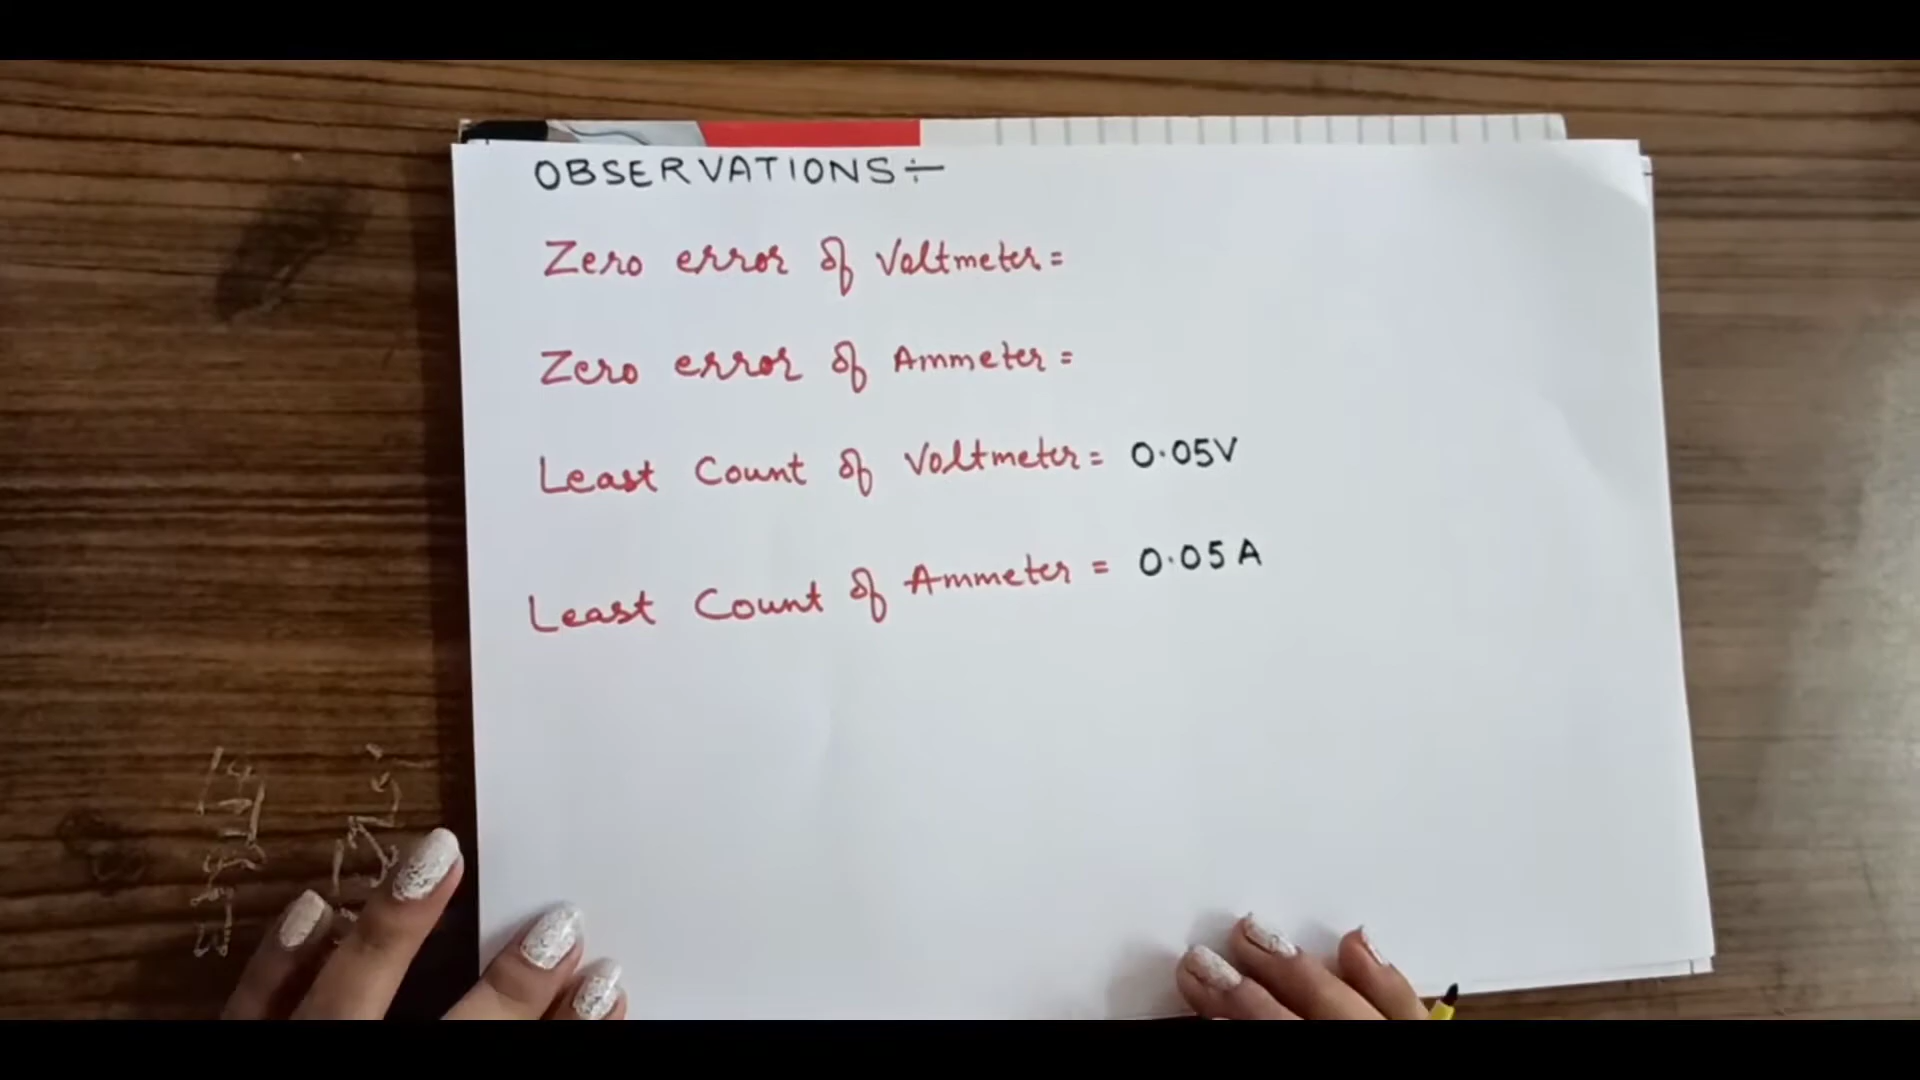 OBSERVATIONS÷
Zero error of Voltmeter =
Zero error of Ammeter =
Least Count of Voltmeter = 0.05V
Least Count of Ammeter = 0.05 A